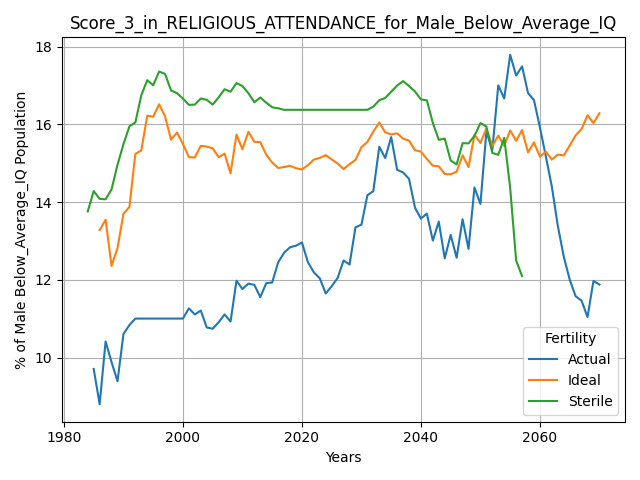 Score_3_in_RELIGIOUS_ATTENDANCE_for_Male_Below_Average_IQ
% of Male Below_Average_IQ Population
18
16
14
12
10
1980
2000
2020
2040
2060
Years
Fertility
Actual
Ideal
Sterile